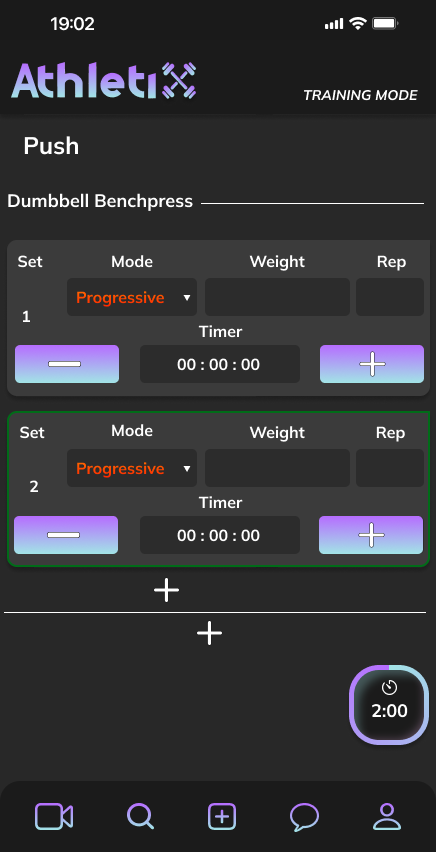 19:02
AthletiX
TRAINING MODE
Push
Dumbbell Benchpress
Set Mode Weight Rep
Progressive
1
Timer
00 : 00 : 00
Set Mode Weight Rep
Progressive
2
Timer
00 : 00 : 00
2:00